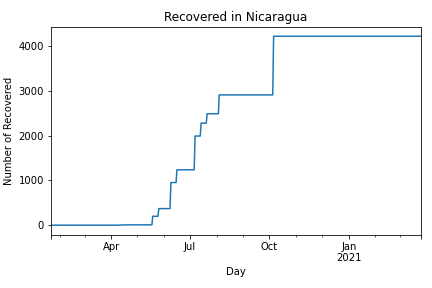 Recovered in Nicaragua
Number of Recovered
4000
3000
2000
1000
0
Apr
Jul
Oct
Jan
2021
Day